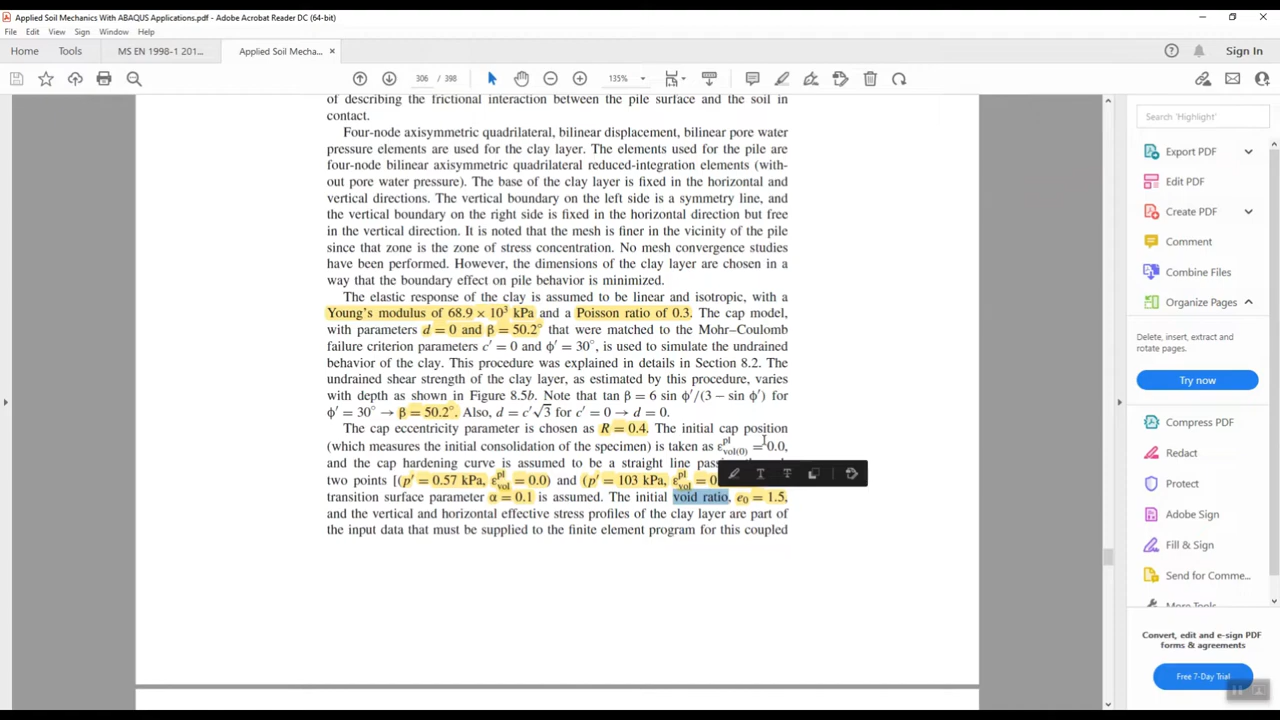 Applied Soil Mechanics With ABAQUS Applications.pdf - Adobe Acrobat Reader DC (64-bit)
File Edit View Sign Window Help
Home Tools MS EN 1998-1 201... Applied Soil Mecha... × Sign In
306 / 398 135%
of describing the frictional interaction between the pile surface and the soil in
contact.
Four-node axisymmetric quadrilateral, bilinear displacement, bilinear pore water
pressure elements are used for the clay layer. The elements used for the pile are
four-node bilinear axisymmetric quadrilateral reduced-integration elements (with-
out pore water pressure). The base of the clay layer is fixed in the horizontal and
vertical directions. The vertical boundary on the left side is a symmetry line, and
the vertical boundary on the right side is fixed in the horizontal direction but free
in the vertical direction. It is noted that the mesh is finer in the vicinity of the pile
since that zone is the zone of stress concentration. No mesh convergence studies
have been performed. However, the dimensions of the clay layer are chosen in a
way that the boundary effect on pile behavior is minimized.
The elastic response of the clay is assumed to be linear and isotropic, with a
Young's modulus of 68.9 × 10³ kPa and a Poisson ratio of 0.3. The cap model,
with parameters d = 0 and β = 50.2° that were matched to the Mohr–Coulomb
failure criterion parameters c′ = 0 and ϕ′ = 30°, is used to simulate the undrained
behavior of the clay. This procedure was explained in details in Section 8.2. The
undrained shear strength of the clay layer, as estimated by this procedure, varies
with depth as shown in Figure 8.5b. Note that tan β = 6 sin ϕ′/(3 − sin ϕ′) for
ϕ′ = 30° → β = 50.2°. Also, d = c′√3 for c′ = 0 → d = 0.
The cap eccentricity parameter is chosen as R = 0.4. The initial cap position
(which measures the initial consolidation of the specimen) is taken as ε^pl_vol(0) = 0.0,
and the cap hardening curve is assumed to be a straight line
two points [(p′ = 0.57 kPa, ε^pl_vol = 0.0) and (p′ = 103 kPa, ε^pl_vol = 
transition surface parameter α = 0.1 is assumed. The initial void ratio, e₀ = 1.5,
and the vertical and horizontal effective stress profiles of the clay layer are part of
the input data that must be supplied to the finite element program for this coupled
Search 'Highlight'
Export PDF
Edit PDF
Create PDF
Comment
Combine Files
Organize Pages
Delete, insert, extract and
rotate pages.
Try now
Compress PDF
Redact
Protect
Adobe Sign
Fill & Sign
Send for Comme...
More Tools
Convert, edit and e-sign PDF
forms & agreements
Free 7-Day Trial